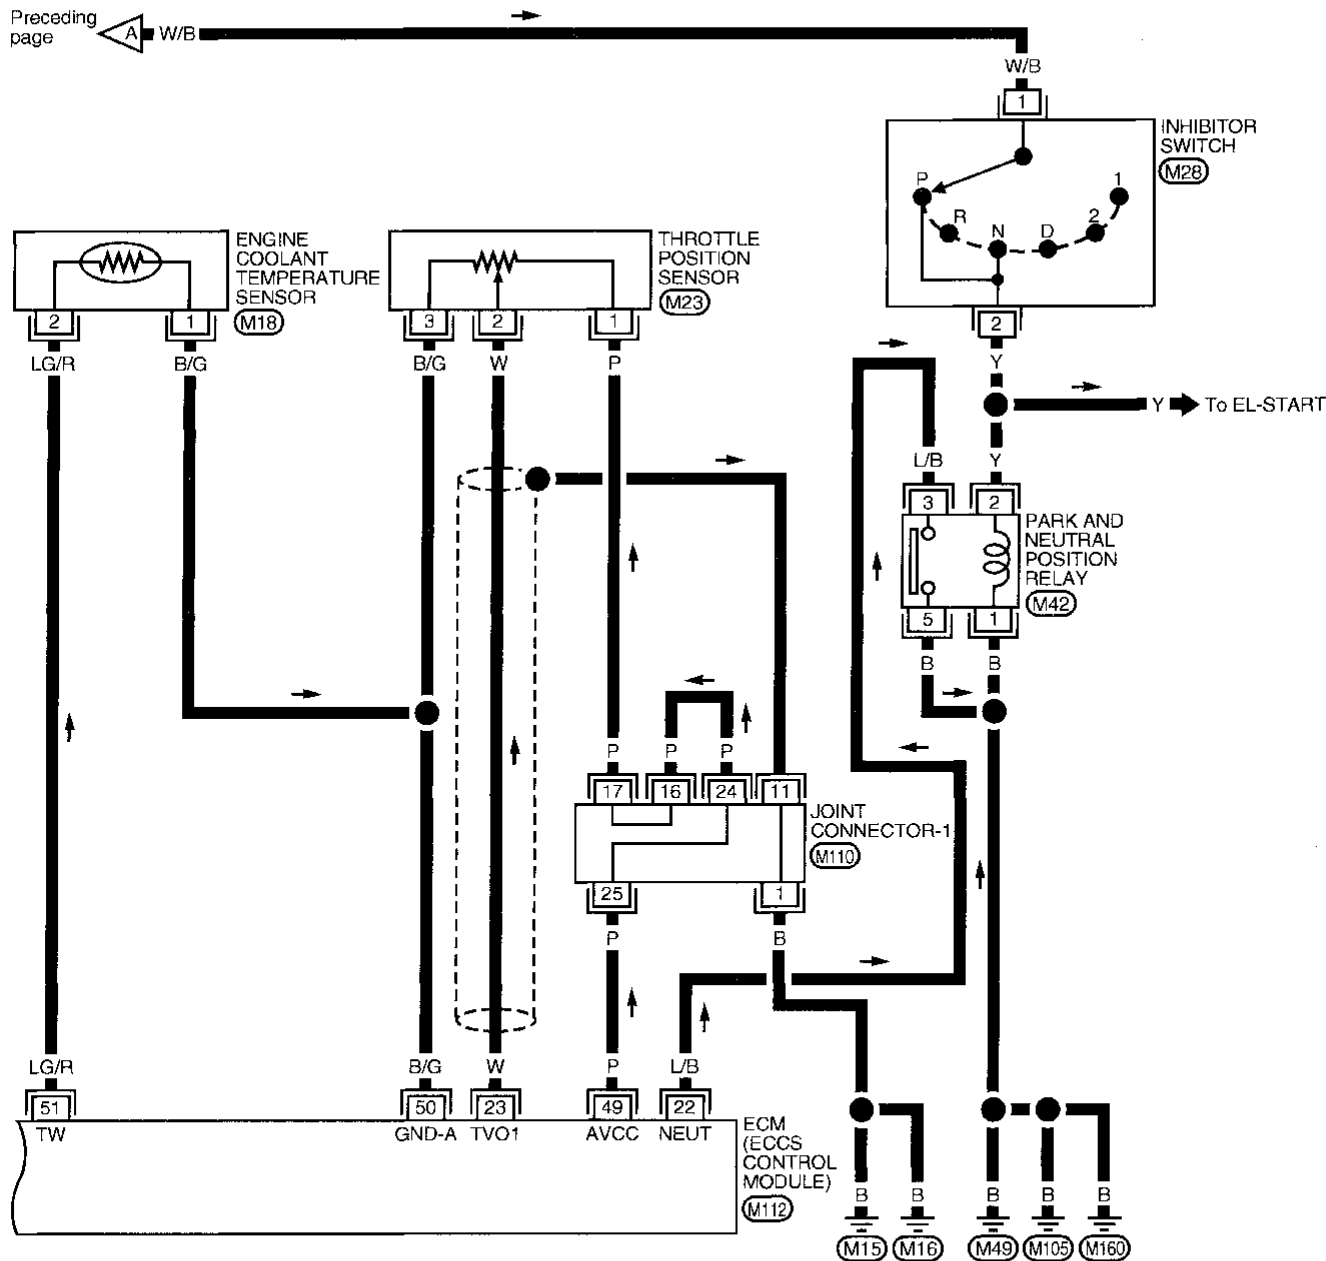 Preceding
page
A
W/B
W/B
1
INHIBITOR
SWITCH
M28
P
R
N
D
2
1
2
Y
Y
To EL-START
Y
ENGINE
COOLANT
TEMPERATURE
SENSOR
M18
2
1
LG/R
B/G
THROTTLE
POSITION
SENSOR
M23
3
2
1
B/G
W
P
L/B
3
2
PARK AND
NEUTRAL
POSITION
RELAY
M42
5
1
B
B
P
P
P
17
16
24
11
JOINT
CONNECTOR-1
M110
25
1
P
B
LG/R
B/G
W
P
L/B
51
50
23
49
22
TW
GND-A
TVO1
AVCC
NEUT
ECM
(ECCS
CONTROL
MODULE)
M112
B
B
B
B
B
M15
M16
M49
M105
M160